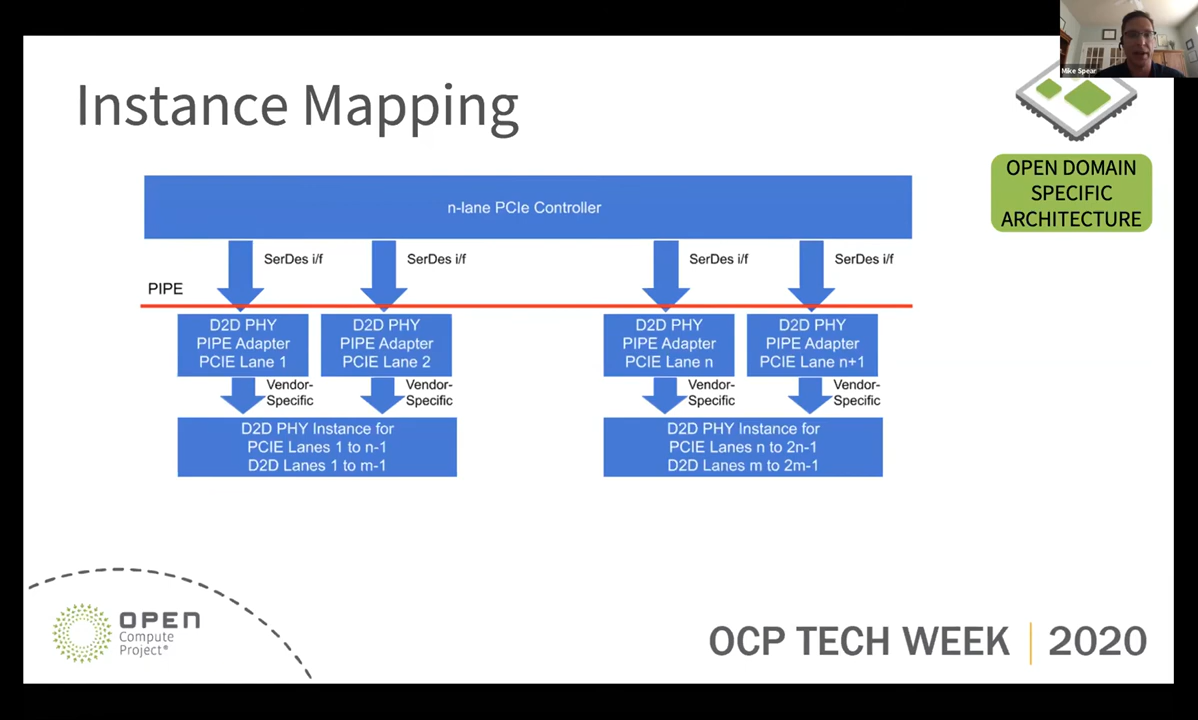 Mike Spear
Instance Mapping
OPEN DOMAIN
SPECIFIC
ARCHITECTURE
n-lane PCIe Controller
SerDes i/f
SerDes i/f
SerDes i/f
SerDes i/f
PIPE
D2D PHY
PIPE Adapter
PCIE Lane 1
D2D PHY
PIPE Adapter
PCIE Lane 2
D2D PHY
PIPE Adapter
PCIE Lane n
D2D PHY
PIPE Adapter
PCIE Lane n+1
Vendor-
Specific
Vendor-
Specific
Vendor-
Specific
Vendor-
Specific
D2D PHY Instance for
PCIE Lanes 1 to n-1
D2D Lanes 1 to m-1
D2D PHY Instance for
PCIE Lanes n to 2n-1
D2D Lanes m to 2m-1
OPEN
Compute
Project®
OCP TECH WEEK | 2020